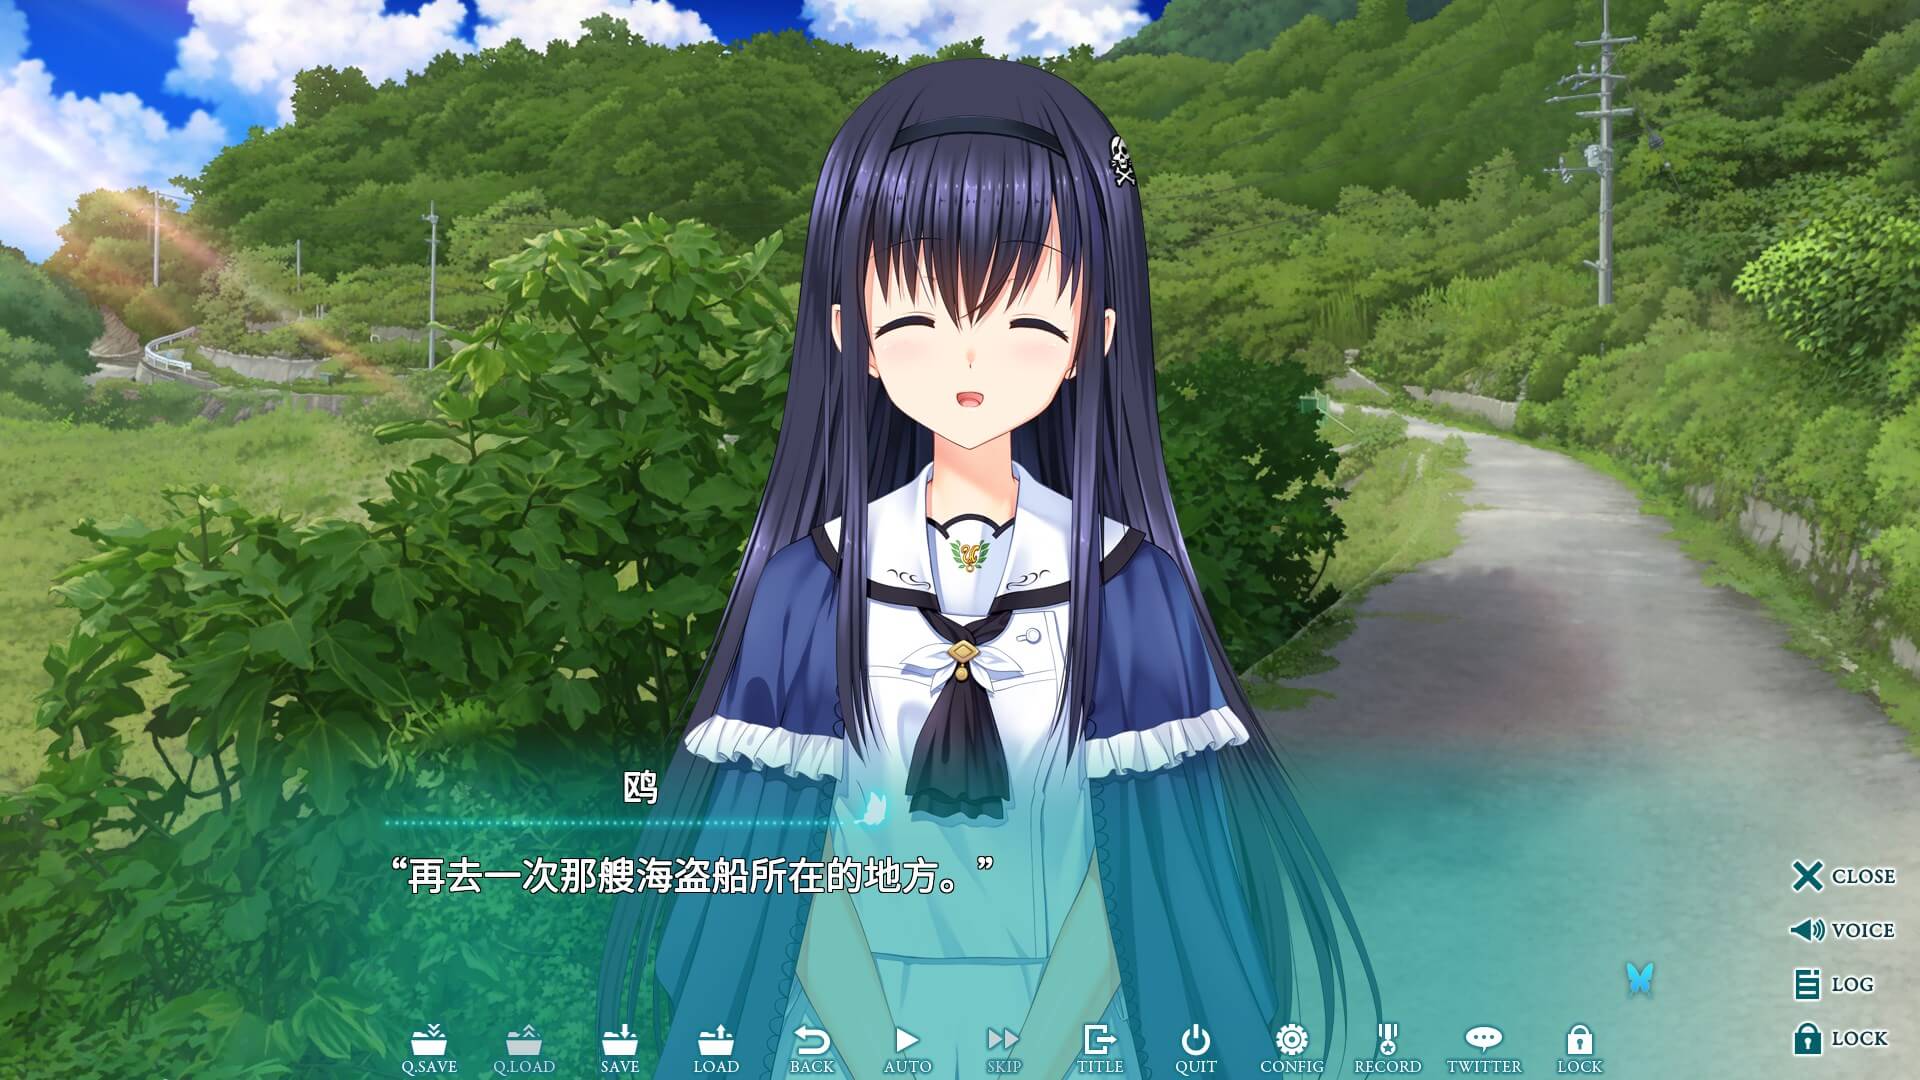 鸥
“再去一次那艘海盗船所在的地方。”
CLOSE
VOICE
LOG
LOCK
Q.SAVE
Q.LOAD
SAVE
LOAD
BACK
AUTO
SKIP
TITLE
QUIT
CONFIG
RECORD
TWITTER
LOCK